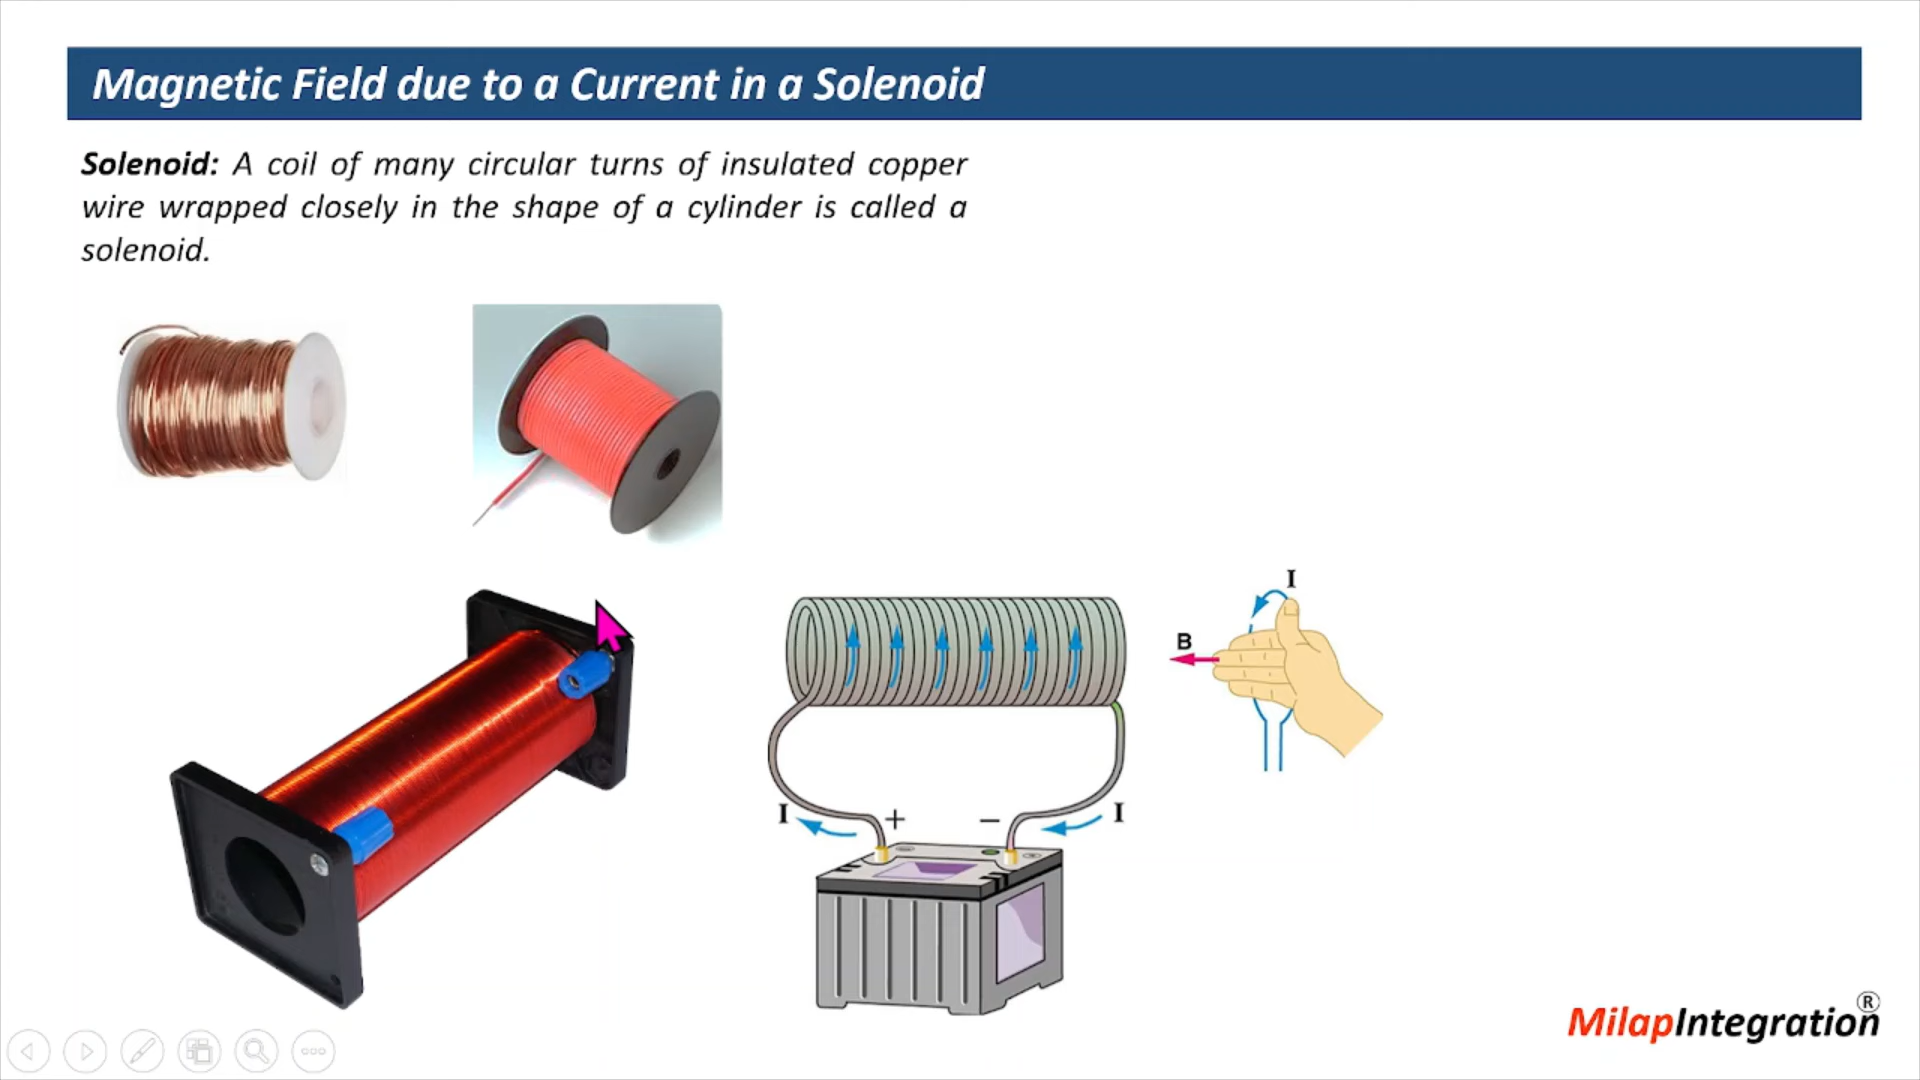 Magnetic Field due to a Current in a Solenoid
Solenoid: A coil of many circular turns of insulated copper
wire wrapped closely in the shape of a cylinder is called a
solenoid.
I
B
I + − I
MilapIntegration®